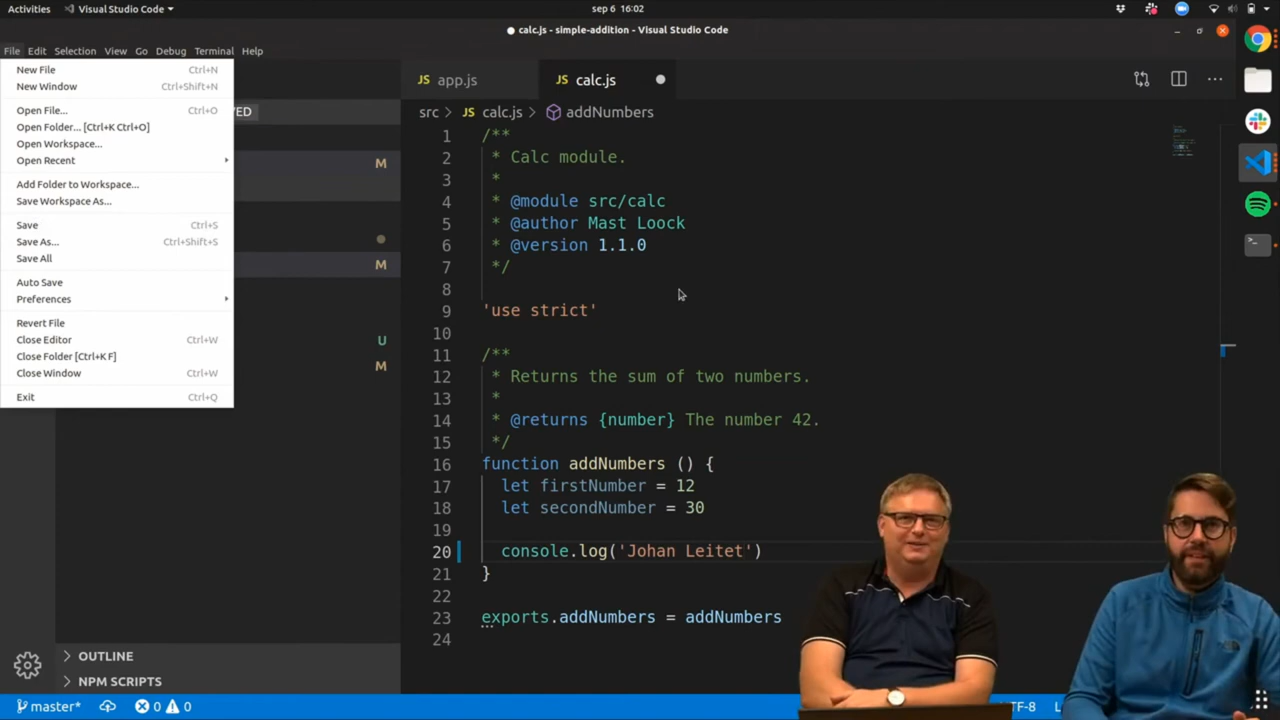 Activities Visual Studio Code sep 6 16:02
calc.js - simple-addition - Visual Studio Code
File Edit Selection View Go Debug Terminal Help
New File Ctrl+N
New Window Ctrl+Shift+N
Open File... Ctrl+O
Open Folder... [Ctrl+K Ctrl+O]
Open Workspace...
Open Recent
Add Folder to Workspace...
Save Workspace As...
Save Ctrl+S
Save As... Ctrl+Shift+S
Save All
Auto Save
Preferences
Revert File
Close Editor Ctrl+W
Close Folder [Ctrl+K F]
Close Window Ctrl+W
Exit Ctrl+Q
VED
M
M
U
M
OUTLINE
NPM SCRIPTS
JS app.js JS calc.js
src JS calc.js addNumbers
1 /**
2 * Calc module.
3 *
4 * @module src/calc
5 * @author Mast Loock
6 * @version 1.1.0
7 */
8
9 'use strict'
10
11 /**
12 * Returns the sum of two numbers.
13 *
14 * @returns {number} The number 42.
15 */
16 function addNumbers () {
17 let firstNumber = 12
18 let secondNumber = 30
19
20 console.log('Johan Leitet')
21 }
22
23 exports.addNumbers = addNumbers
24
master* 0 0